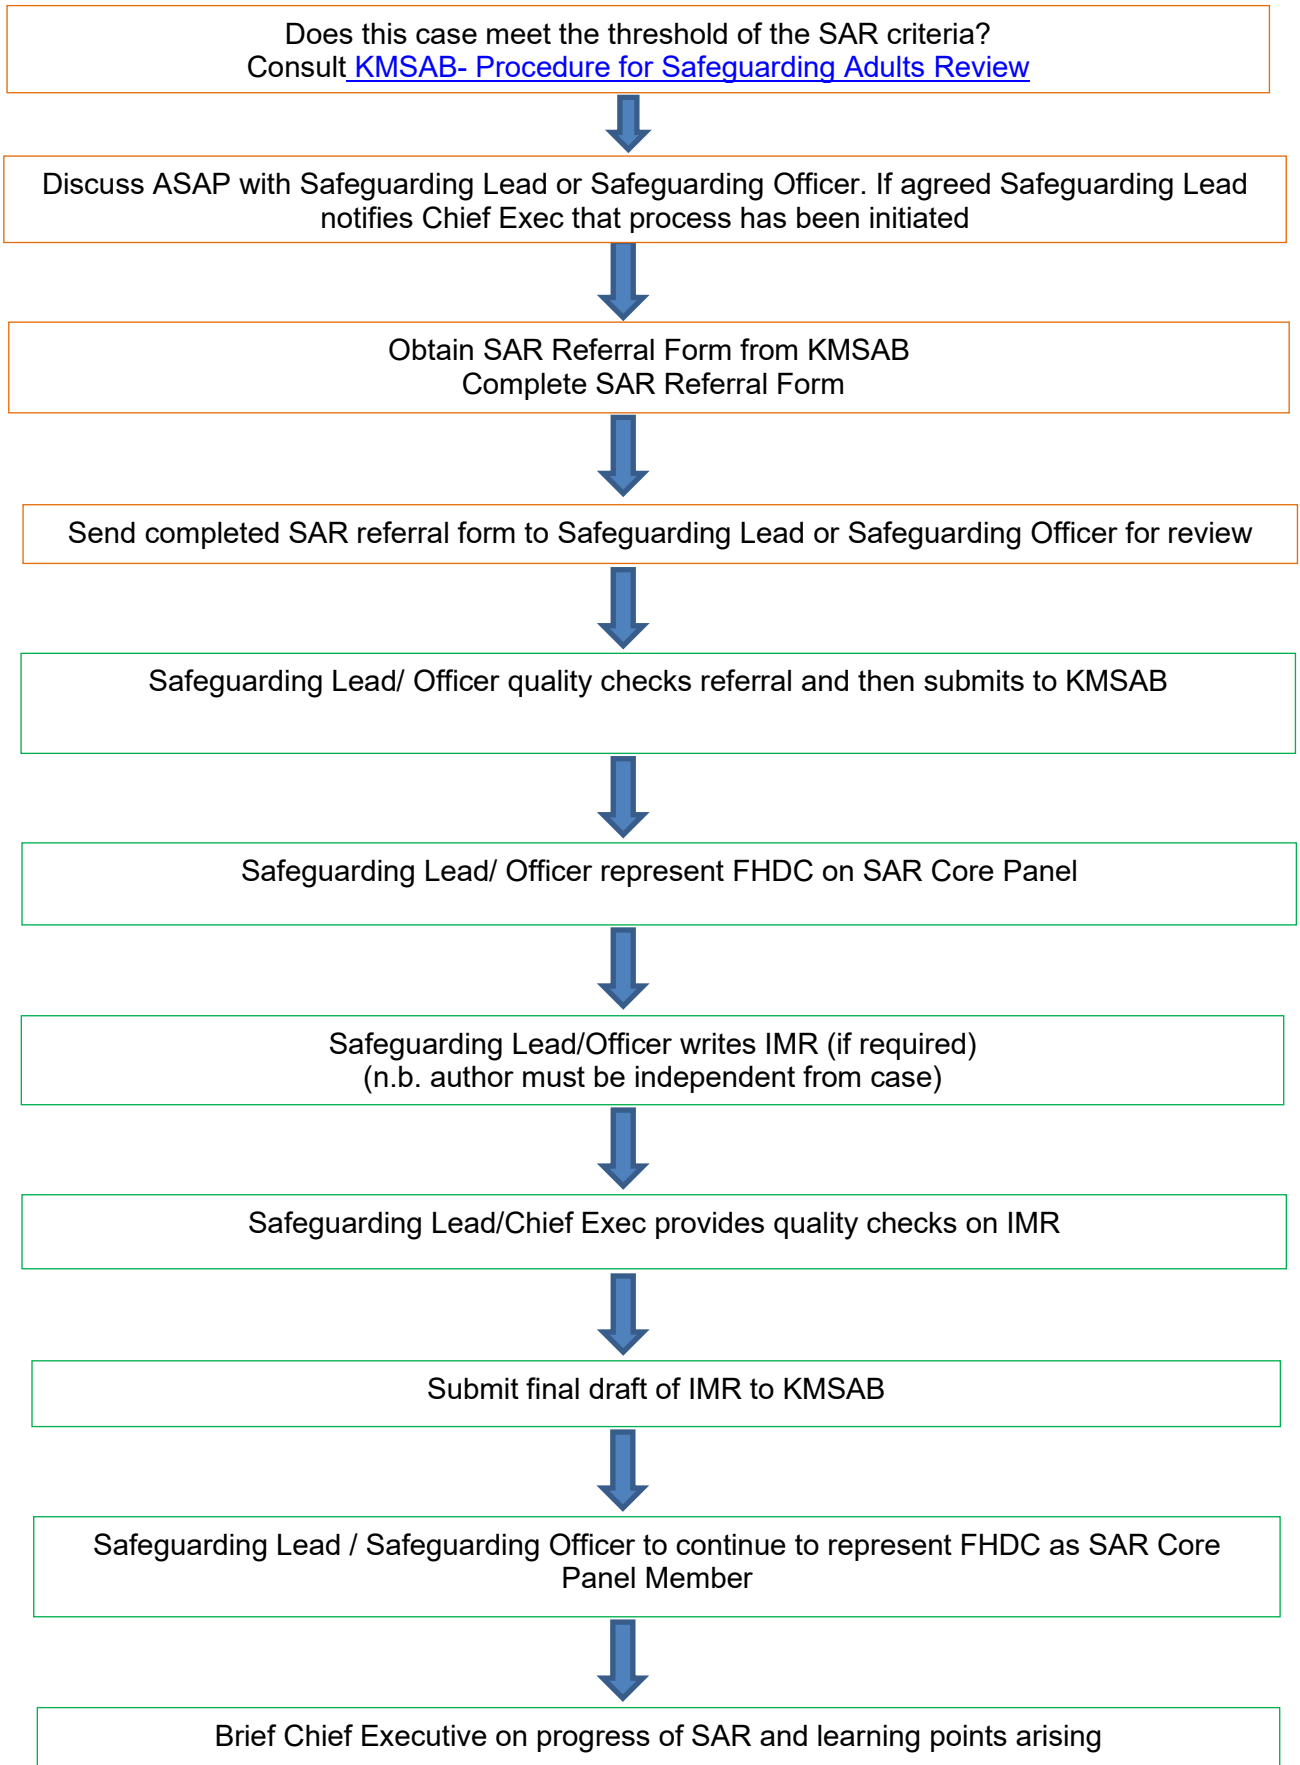 Does this case meet the threshold of the SAR criteria?
Consult KMSAB- Procedure for Safeguarding Adults Review
Discuss ASAP with Safeguarding Lead or Safeguarding Officer. If agreed Safeguarding Lead
notifies Chief Exec that process has been initiated
Obtain SAR Referral Form from KMSAB
Complete SAR Referral Form
Send completed SAR referral form to Safeguarding Lead or Safeguarding Officer for review
Safeguarding Lead/ Officer quality checks referral and then submits to KMSAB
Safeguarding Lead/ Officer represent FHDC on SAR Core Panel
Safeguarding Lead/Officer writes IMR (if required)
(n.b. author must be independent from case)
Safeguarding Lead/Chief Exec provides quality checks on IMR
Submit final draft of IMR to KMSAB
Safeguarding Lead / Safeguarding Officer to continue to represent FHDC as SAR Core
Panel Member
Brief Chief Executive on progress of SAR and learning points arising